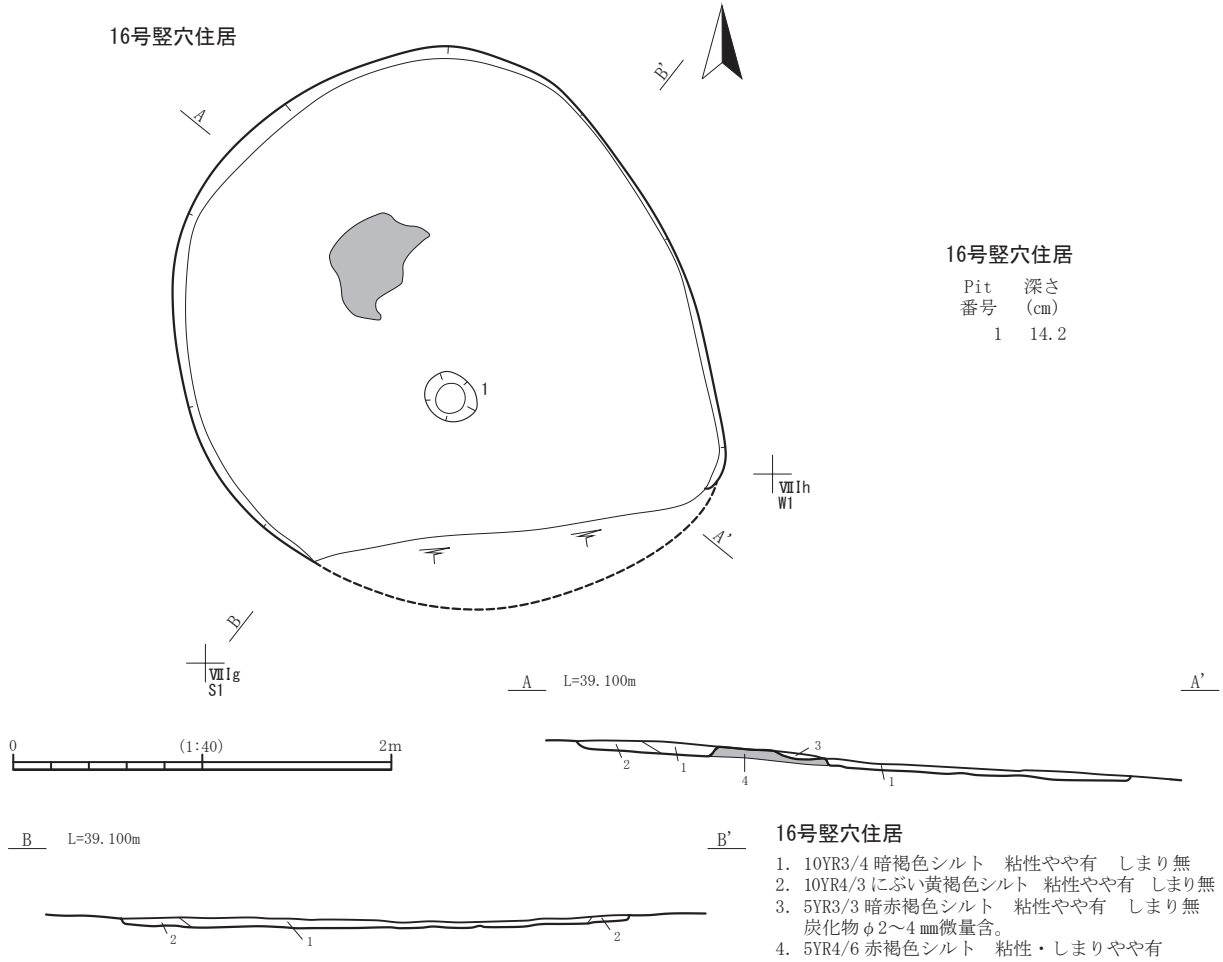 16号竪穴住居
A
B'
16号竪穴住居
Pit 深さ
番号 (cm)
1 14.2
1
ⅦIh
W1
A'
B
ⅦIg
S1
A L=39.100m A'
0 (1:40) 2m
3
2 1 4 1
B L=39.100m B'
2 1 2
16号竪穴住居
1. 10YR3/4 暗褐色シルト 粘性やや有 しまり無
2. 10YR4/3 にぶい黄褐色シルト 粘性やや有 しまり無
3. 5YR3/3 暗赤褐色シルト 粘性やや有 しまり無
炭化物φ2～4㎜微量含。
4. 5YR4/6 赤褐色シルト 粘性・しまりやや有